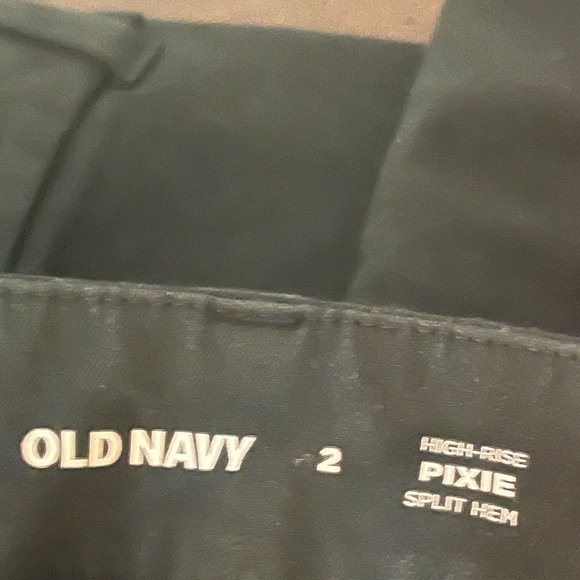 OLD NAVY
2
HIGH-RISE
PIXIE
SPLIT HEM